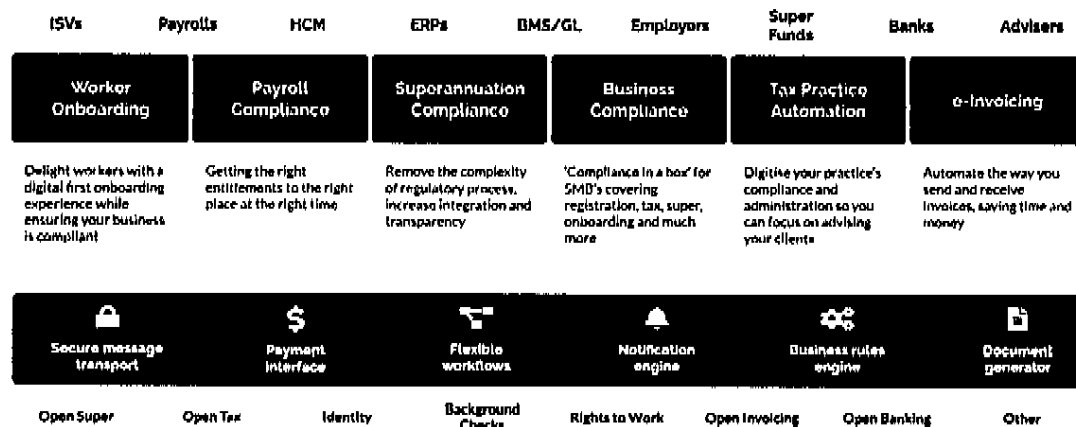 ISVs
Payrolls
HCM
ERPs
BMS/GL
Employors
Super
Funds
Banks
Advisers
Worker
Onboarding
Payroll
Compliance
Superannuation
Compliance
Business
Compliance
Tax Practice
Automation
e-Invoicing
Delight workers with a
digital first onboarding
experience while
ensuring your business
is compliant
Getting the right
entitlements to the right
place at the right time
Remove the complexity
of regulatory process,
increase integration and
transparency
'Compliance in a box' for
SMB's covering
registration, tax, super,
onboarding and much
more
Digitise your practice's
compliance and
administration so you
can focus on advising
your clients
Automate the way you
send and receive
invoices, saving time and
money
Secure message
transport
Payment
interface
Flexible
workflows
Notification
engine
Business rules
engine
Document
generator
Open Super
Open Tax
Identity
Background
Checks
Rights to Work
Open Invoicing
Open Banking
Other